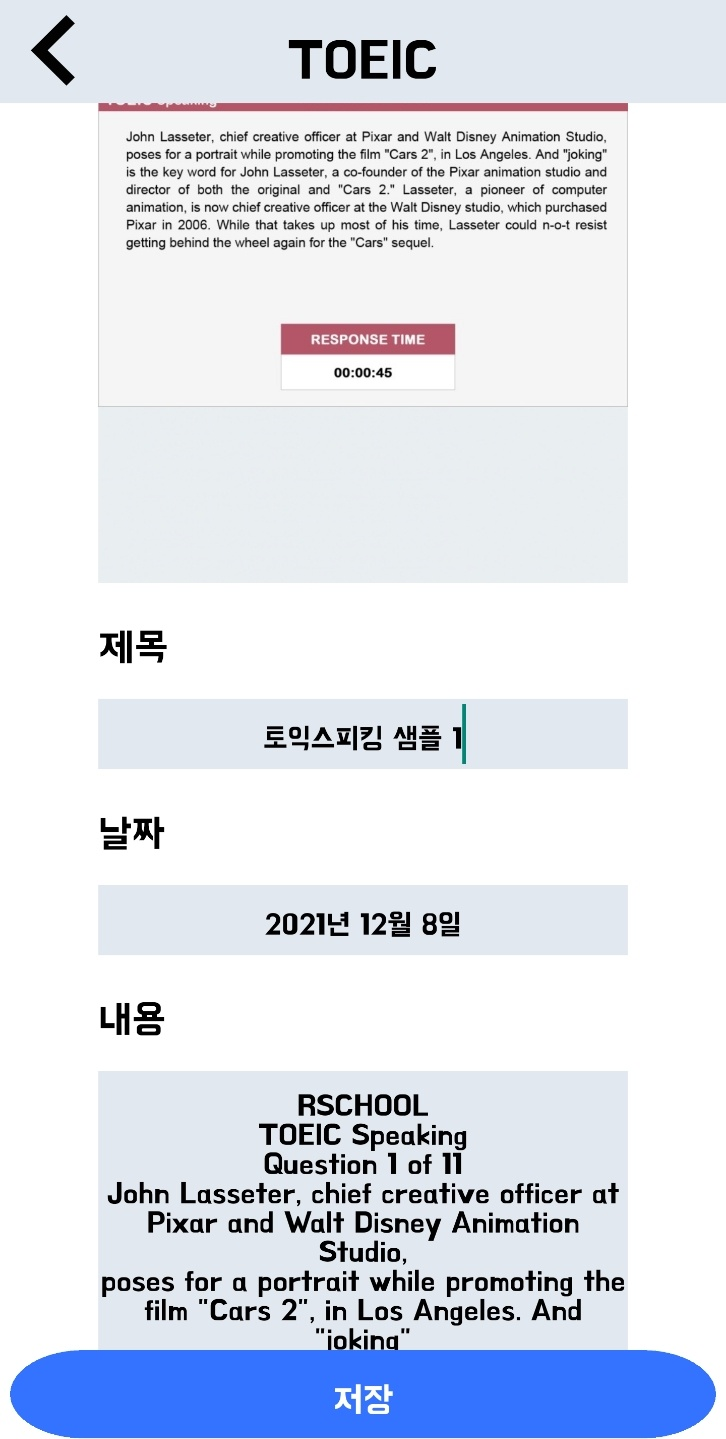 TOEIC
TOEIC Speaking
John Lasseter, chief creative officer at Pixar and Walt Disney Animation Studio,
poses for a portrait while promoting the film "Cars 2", in Los Angeles. And "joking"
is the key word for John Lasseter, a co-founder of the Pixar animation studio and
director of both the original and "Cars 2." Lasseter, a pioneer of computer
animation, is now chief creative officer at the Walt Disney studio, which purchased
Pixar in 2006. While that takes up most of his time, Lasseter could n-o-t resist
getting behind the wheel again for the "Cars" sequel.
RESPONSE TIME
00:00:45
제목
토익스피킹 샘플 1
날짜
2021년 12월 8일
내용
RSCHOOL
TOEIC Speaking
Question 1 of 11
John Lasseter, chief creative officer at
Pixar and Walt Disney Animation
Studio,
poses for a portrait while promoting the
film "Cars 2", in Los Angeles. And
"joking"
저장